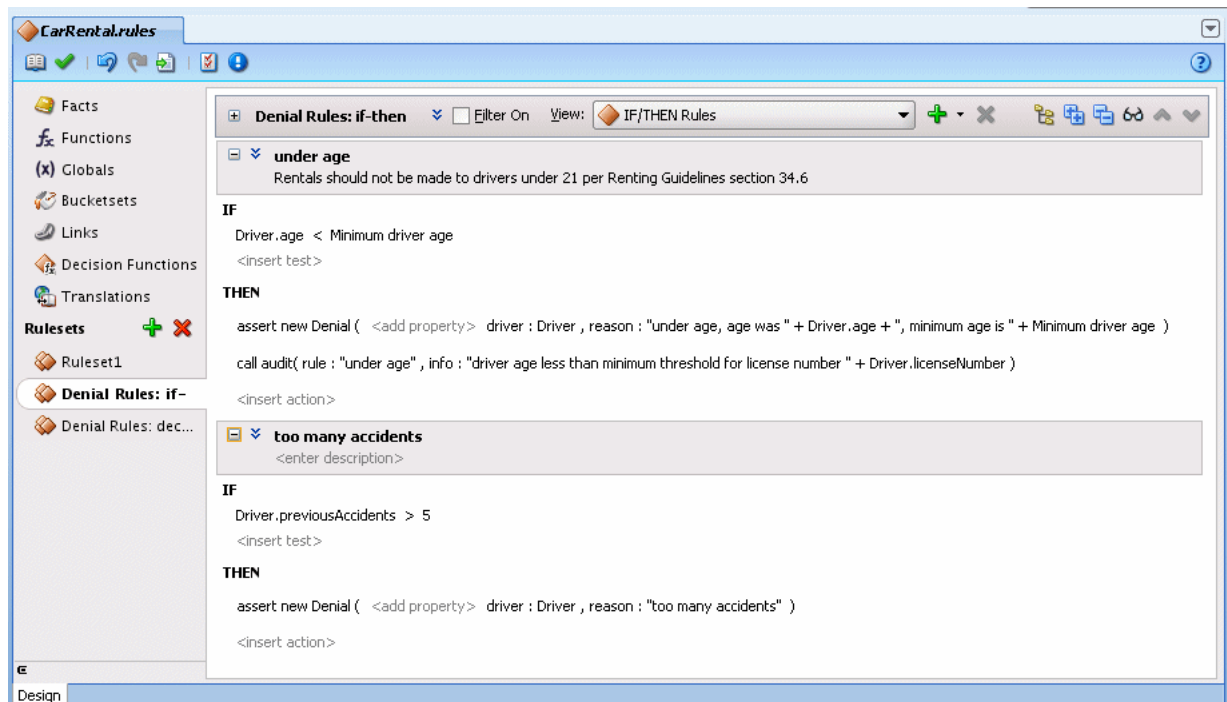 CarRental.rules
Facts
Functions
(x) Globals
Bucketsets
Links
Decision Functions
Translations
Rulesets
Ruleset1
Denial Rules: if-
Denial Rules: dec...
Denial Rules: if-then
Filter On
View:
IF/THEN Rules
under age
Rentals should not be made to drivers under 21 per Renting Guidelines section 34.6
IF
Driver.age < Minimum driver age
<insert test>
THEN
assert new Denial ( <add property> driver : Driver , reason : "under age, age was " + Driver.age + ", minimum age is " + Minimum driver age )
call audit( rule : "under age" , info : "driver age less than minimum threshold for license number " + Driver.licenseNumber )
<insert action>
too many accidents
<enter description>
IF
Driver.previousAccidents > 5
<insert test>
THEN
assert new Denial ( <add property> driver : Driver , reason : "too many accidents" )
<insert action>
Design